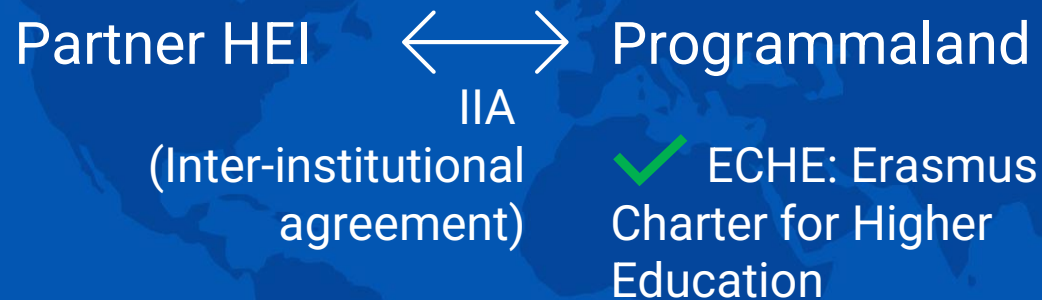 Partner HEI
Programmaland
IIA
(Inter-institutional
agreement)
ECHE: Erasmus
Charter for Higher
Education